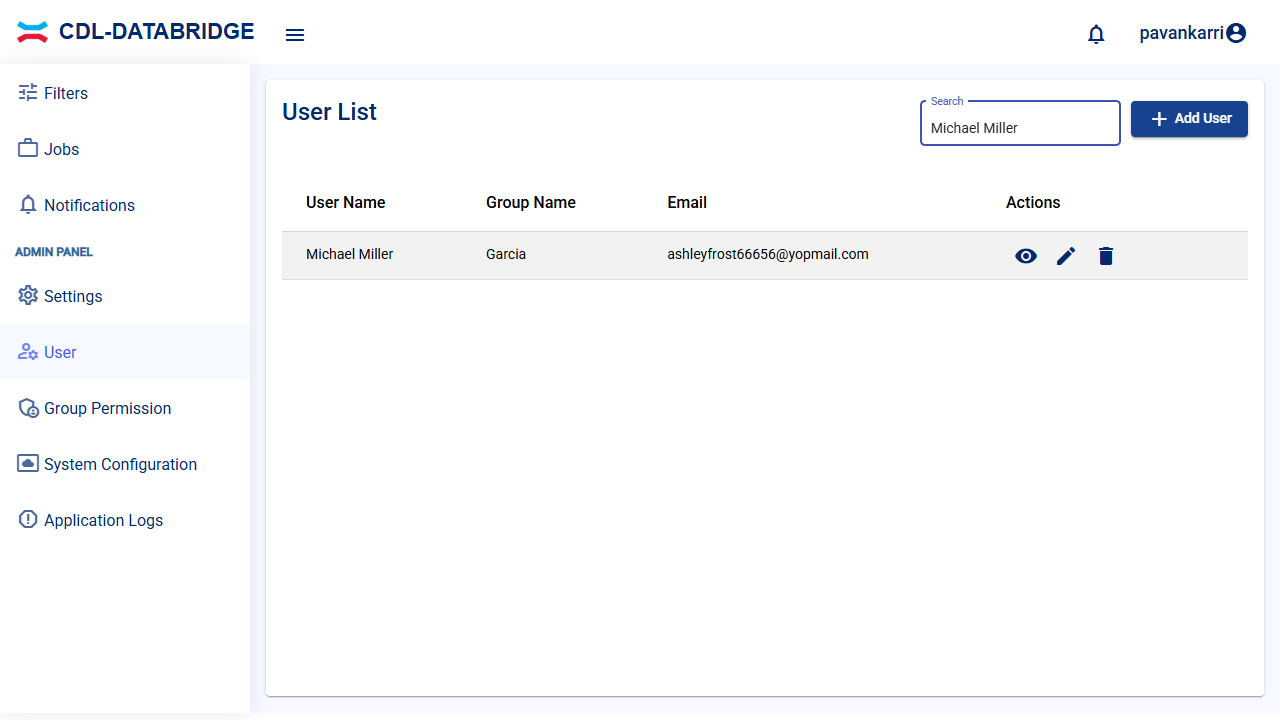 CDL-DATABRIDGE
pavankarri
Filters
Jobs
Notifications
ADMIN PANEL
Settings
User
Group Permission
System Configuration
Application Logs
User List
Search
Michael Miller
Add User
User Name Group Name Email Actions
Michael Miller Garcia ashleyfrost66656@yopmail.com